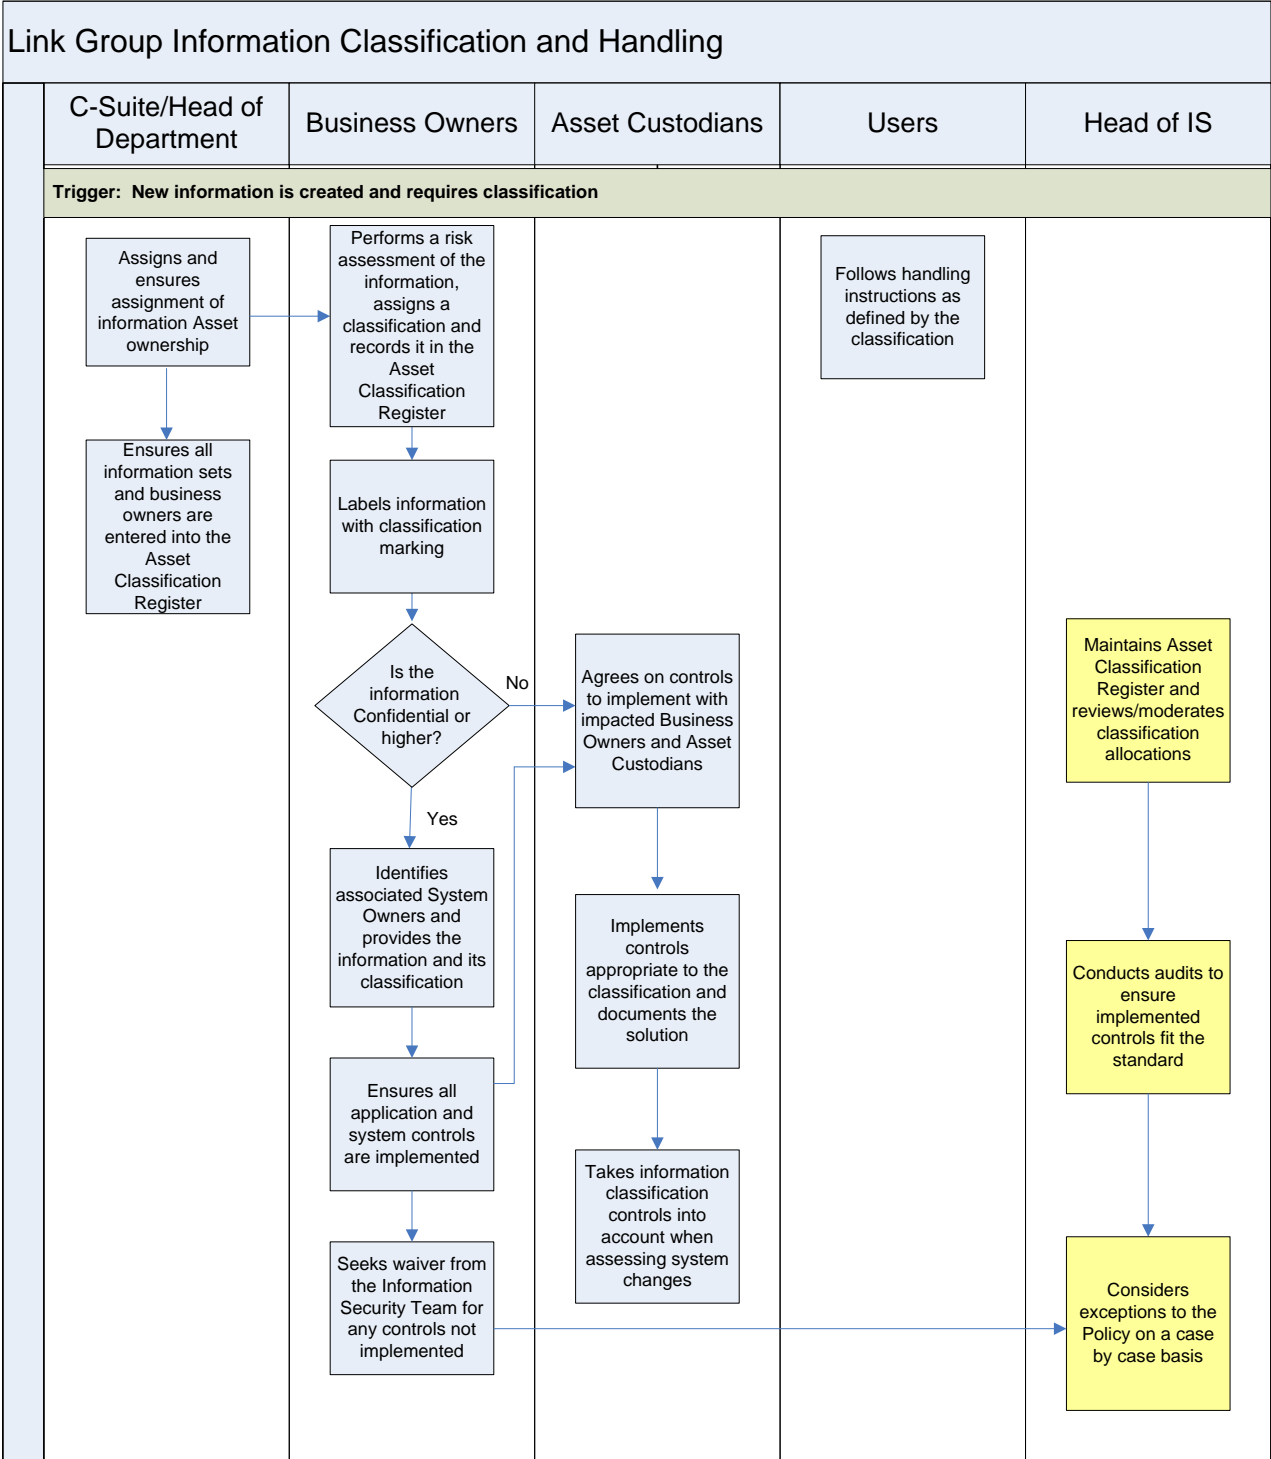 Link Group Information Classification and Handling
C-Suite/Head of
Department
Business Owners
Asset Custodians
Users
Head of IS
Trigger:  New information is created and requires classification
Assigns and
ensures
assignment of
information Asset
ownership
Ensures all
information sets
and business
owners are
entered into the
Asset
Classification
Register
Performs a risk
assessment of the
information,
assigns a
classification and
records it in the
Asset
Classification
Register
Labels information
with classification
marking
Is the
information
Confidential or
higher?
No
Yes
Identifies
associated System
Owners and
provides the
information and its
classification
Ensures all
application and
system controls
are implemented
Seeks waiver from
the Information
Security Team for
any controls not
implemented
Agrees on controls
to implement with
impacted Business
Owners and Asset
Custodians
Implements
controls
appropriate to the
classification and
documents the
solution
Takes information
classification
controls into
account when
assessing system
changes
Follows handling
instructions as
defined by the
classification
Maintains Asset
Classification
Register and
reviews/moderates
classification
allocations
Conducts audits to
ensure
implemented
controls fit the
standard
Considers
exceptions to the
Policy on a case
by case basis